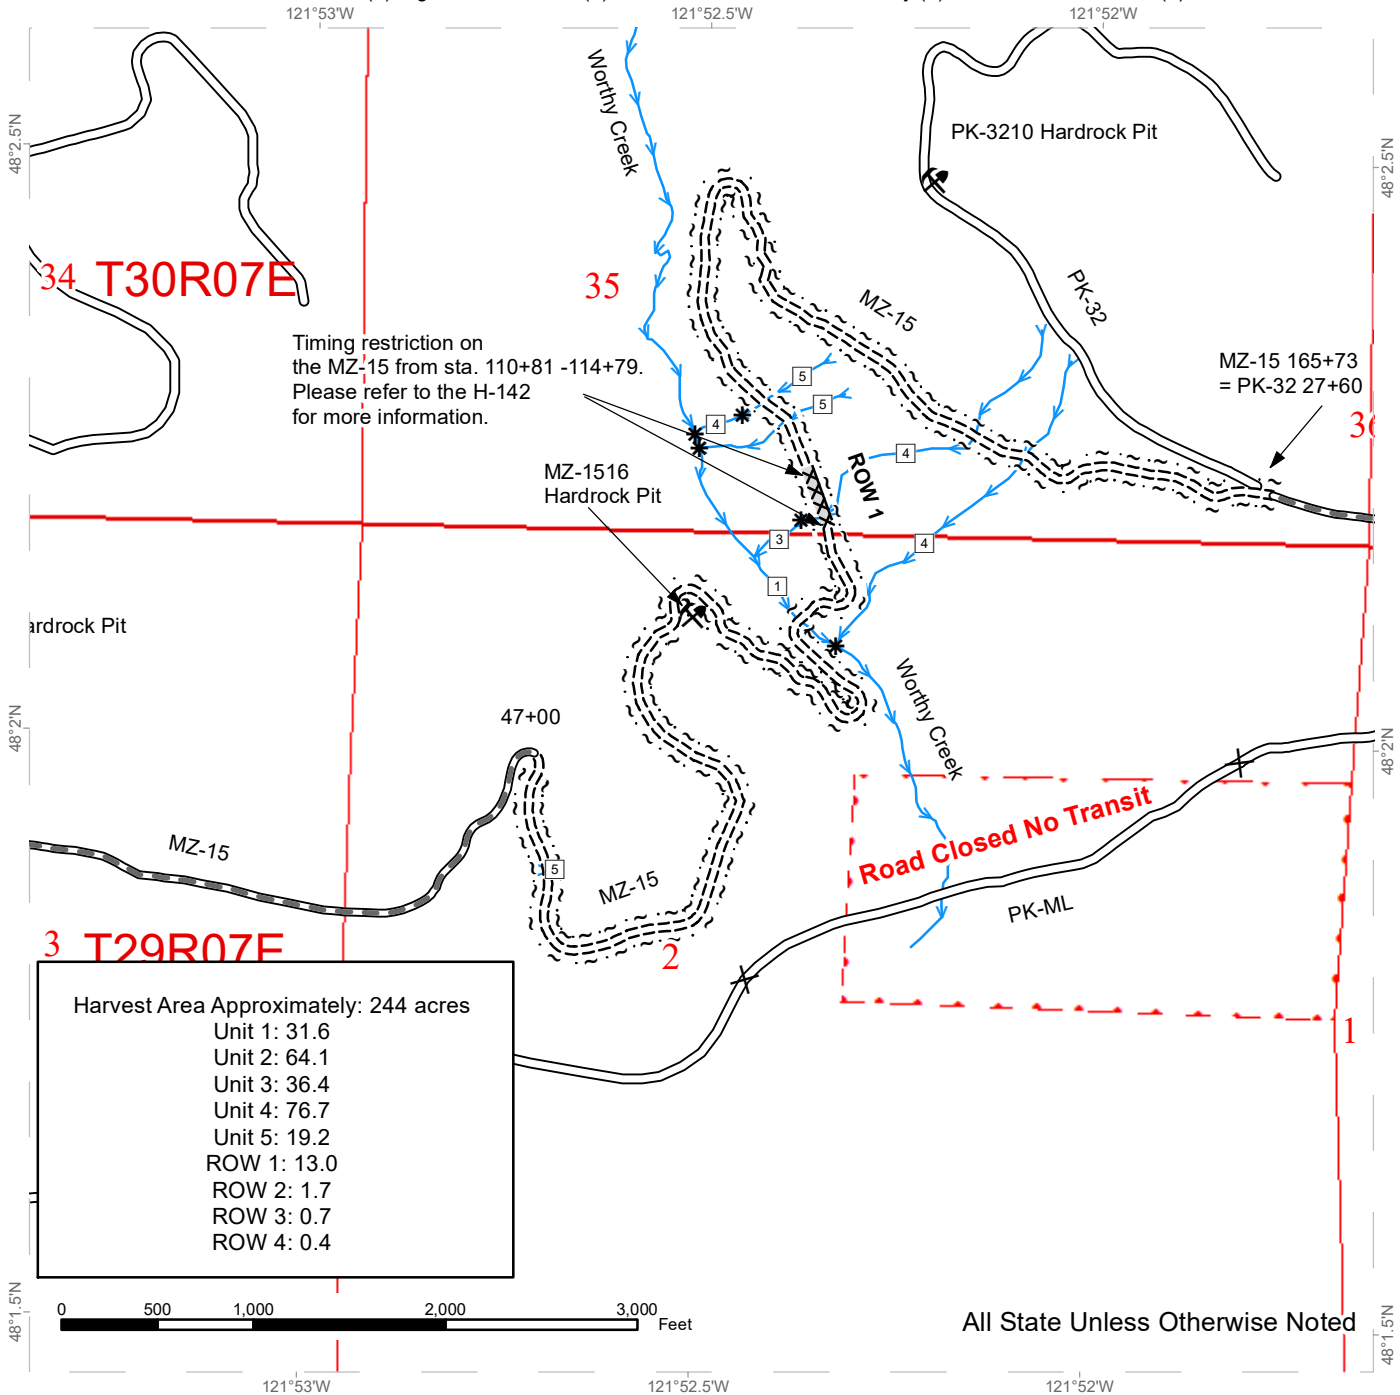 121°53'W
121°52.5'W
121°52'W
48°2.5'N
48°2.5'N
Worthy Creek
PK-3210 Hardrock Pit
34 T30R07E
35
MZ-15
PK-32
Timing restriction on
the MZ-15 from sta. 110+81 -114+79.
Please refer to the H-142
for more information.
MZ-15 165+73
= PK-32 27+60
36
5
5
4
4
ROW 1
MZ-1516
Hardrock Pit
3
4
1
ardrock Pit
Worthy Creek
47+00
48°2'N
48°2'N
MZ-15
Road Closed No Transit
5
MZ-15
PK-ML
3 T29R07E
2
1
Harvest Area Approximately: 244 acres
Unit 1: 31.6
Unit 2: 64.1
Unit 3: 36.4
Unit 4: 76.7
Unit 5: 19.2
ROW 1: 13.0
ROW 2: 1.7
ROW 3: 0.7
ROW 4: 0.4
0 500 1,000 2,000 3,000
Feet
All State Unless Otherwise Noted
48°1.5'N
48°1.5'N
121°53'W
121°52.5'W
121°52'W